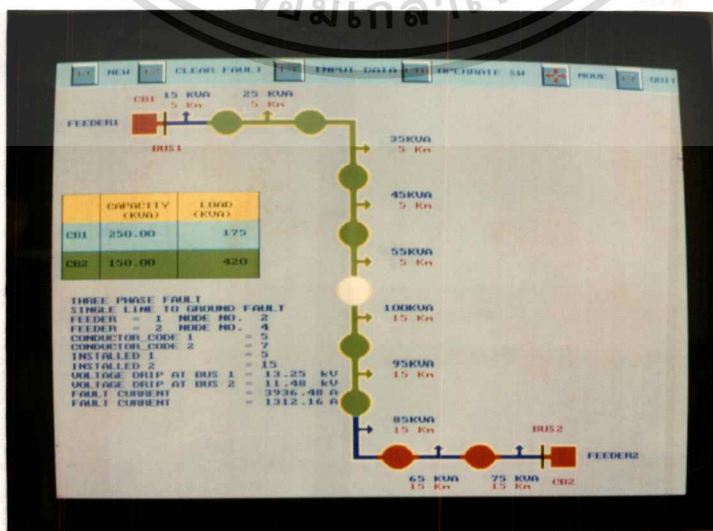 NEW CLEAR FAULT INPUT DATA OPERRATE SW MOVE QUIT
CB1 15 KVA 25 KVA
5 Km 5 Km
FEEDER1
BUS1
35KVA
5 Km
45KVA
5 Km
55KVA
5 Km
100KVA
15 Km
95KVA
15 Km
85KVA
15 Km
CAPACITY (KVA) LOAD (KVA)
CB1 250.00 175
CB2 150.00 420
THREE PHASE FAULT
SINGLE LINE TO GROUND FAULT
FEEDER = 1 NODE NO. 2
FEEDER = 2 NODE NO. 4
CONDUCTOR CODE 1 = 5
CONDUCTOR CODE 2 = 7
INSTALLED 1 = 5
INSTALLED 2 = 15
VOLTAGE DRIP AT BUS 1 = 13.25 kV
VOLTAGE DRIP AT BUS 2 = 11.48 kV
FAULT CURRENT = 3936.48 A
FAULT CURRENT = 1312.16 A
BUS2
FEEDER2
65 KVA 75 KVA CB2
15 Km 15 Km